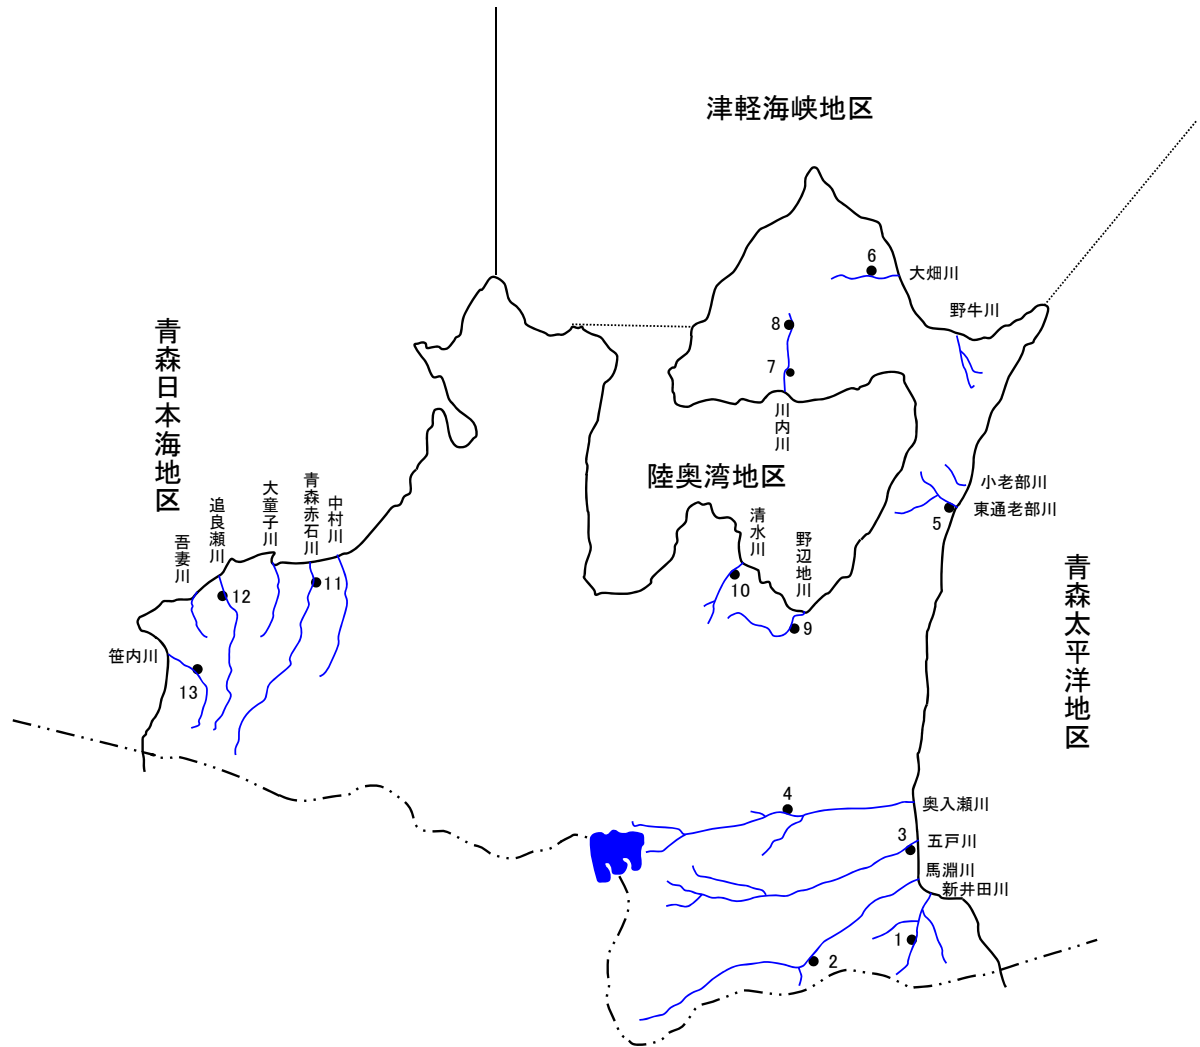 津軽海峡地区
6
大畑川
野牛川
8
7
川内川
青森日本海地区
陸奥湾地区
小老部川
東通老部川
5
大童子川
青森赤石川
中村川
追良瀬川
吾妻川
清水川
野辺地川
11
12
10
9
笹内川
13
青森太平洋地区
4
奥入瀬川
3
五戸川
馬淵川
新井田川
1
2